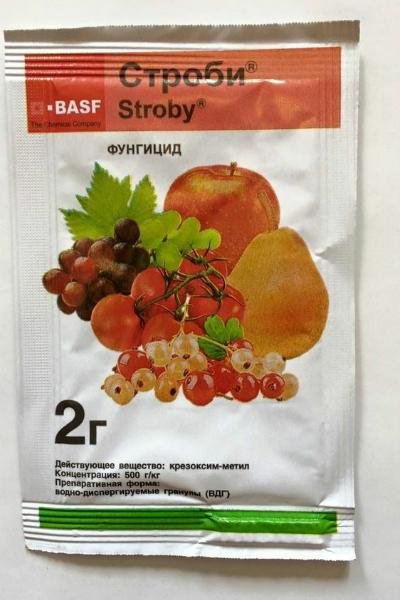 Строби®
Stroby®
BASF
The Chemical Company
ФУНГИЦИД
2г
Действующее вещество: крезоксим-метил
Концентрация: 500 г/кг
Препаративная форма:
водно-диспергируемые гранулы (ВДГ)